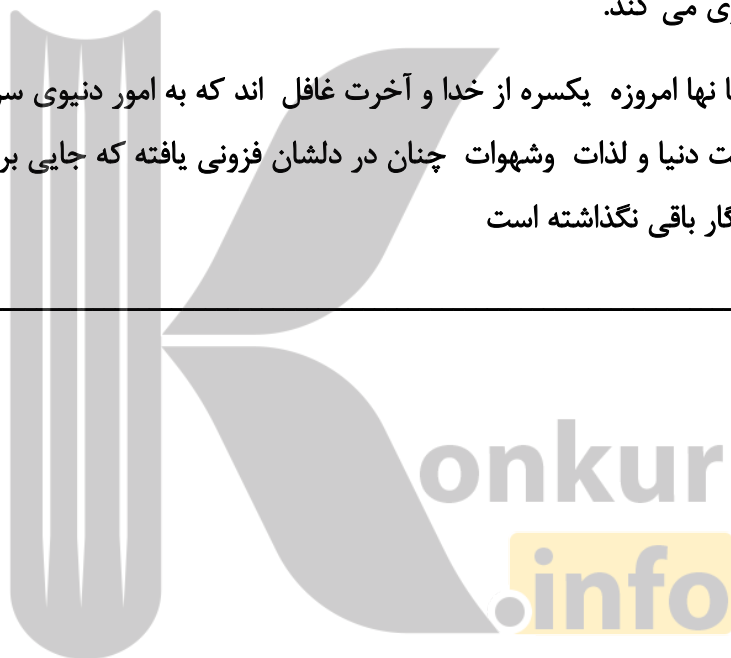 ی می کند.
ا نها امروزه یکسره از خدا و آخرت غافل اند که به امور دنیوی سر
ت دنیا و لذات وشهوات چنان در دلشان فزونی یافته که جایی بر
گار باقی نگذاشته است
Konkur
.info